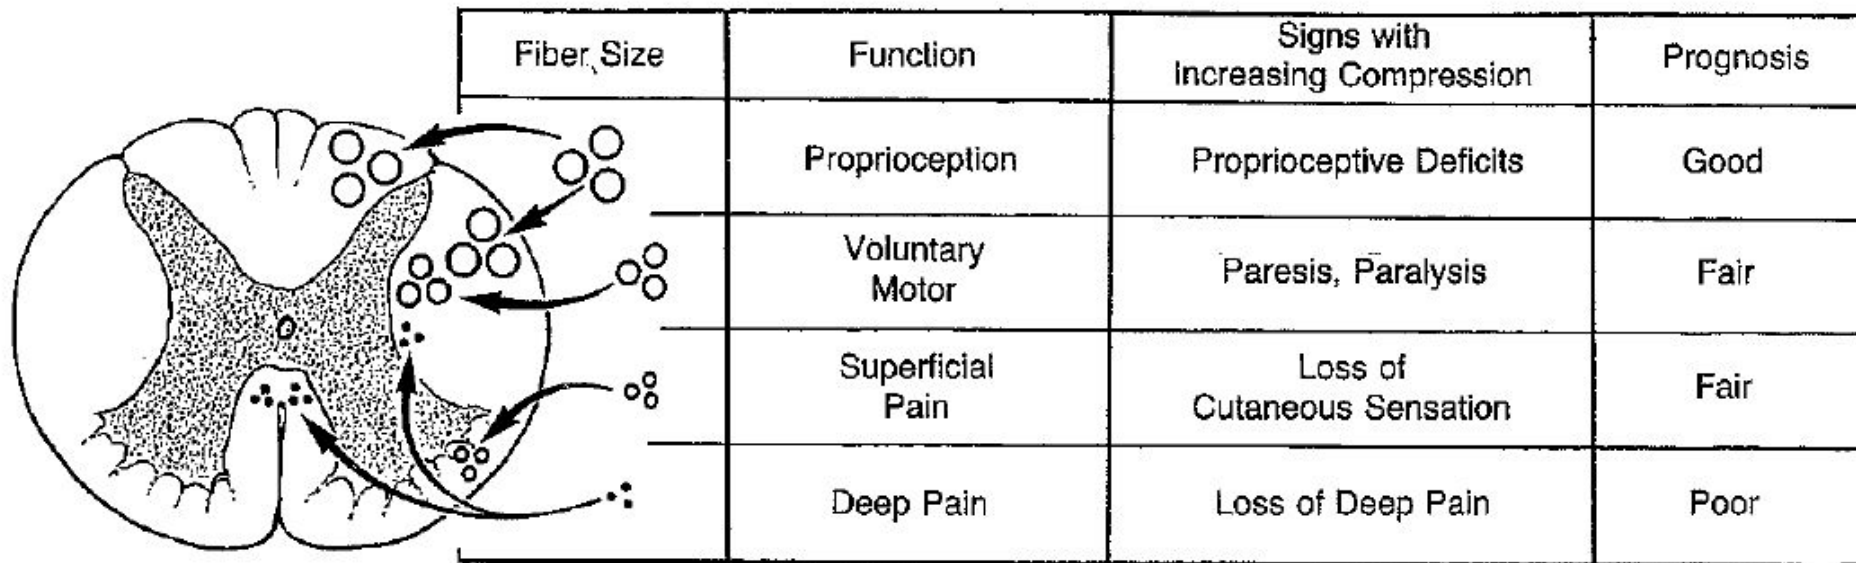 Fiber Size
Function
Signs with
Increasing Compression
Prognosis
Proprioception
Proprioceptive Deficits
Good
Voluntary
Motor
Paresis, Paralysis
Fair
Superficial
Pain
Loss of
Cutaneous Sensation
Fair
Deep Pain
Loss of Deep Pain
Poor